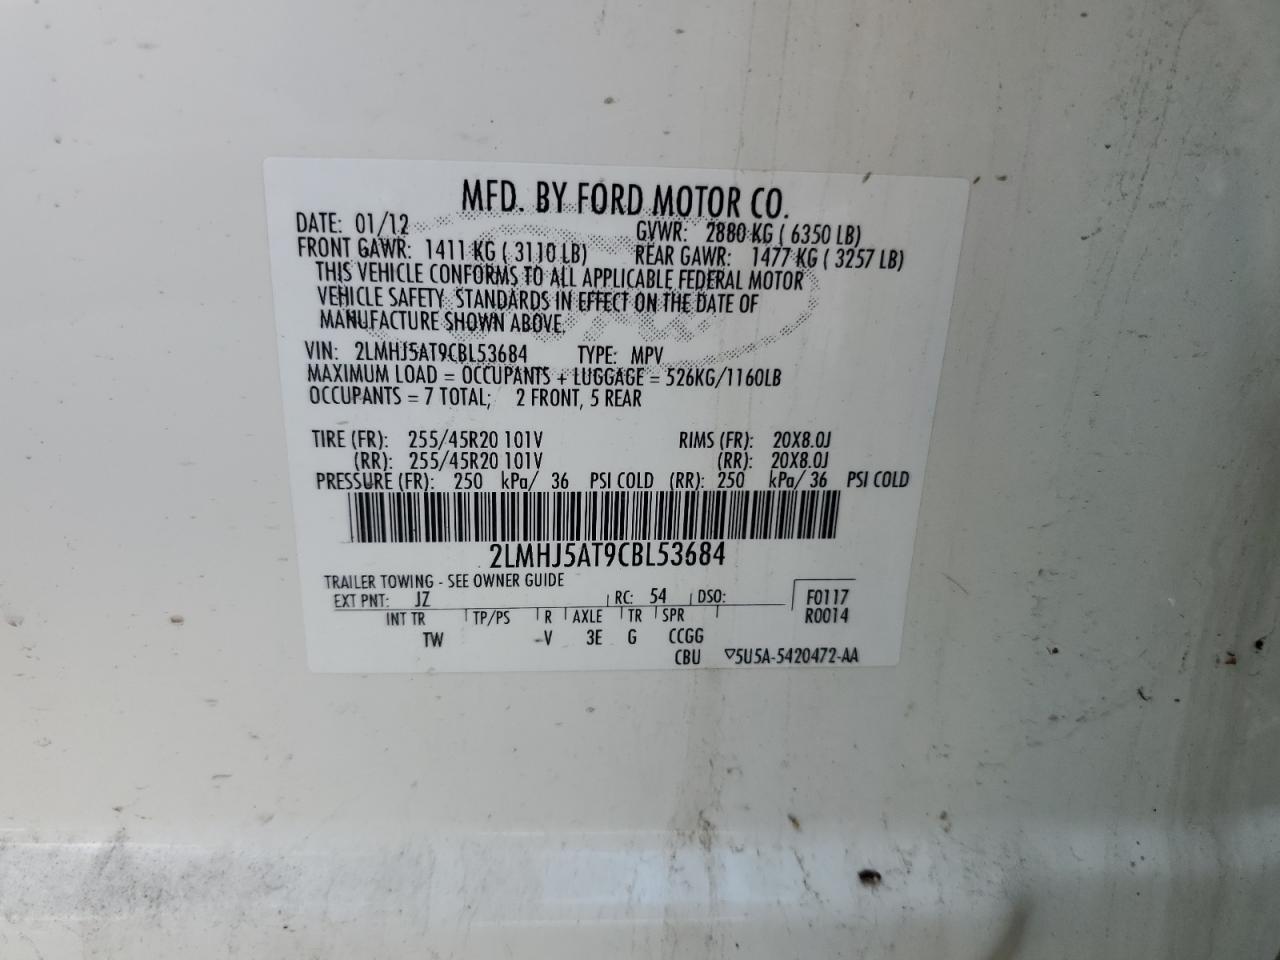 MFD. BY FORD MOTOR CO.
DATE: 01/12 GVWR: 2880 KG ( 6350 LB)
FRONT GAWR: 1411 KG ( 3110 LB) REAR GAWR: 1477 KG ( 3257 LB)
THIS VEHICLE CONFORMS TO ALL APPLICABLE FEDERAL MOTOR
VEHICLE SAFETY STANDARDS IN EFFECT ON THE DATE OF
MANUFACTURE SHOWN ABOVE.
VIN: 2LMHJ5AT9CBL53684 TYPE: MPV
MAXIMUM LOAD = OCCUPANTS + LUGGAGE = 526KG/1160LB
OCCUPANTS = 7 TOTAL; 2 FRONT, 5 REAR
TIRE (FR): 255/45R20 101V RIMS (FR): 20X8.0J
(RR): 255/45R20 101V (RR): 20X8.0J
PRESSURE (FR): 250 kPa/ 36 PSI COLD (RR): 250 kPa/ 36 PSI COLD
2LMHJ5AT9CBL53684
TRAILER TOWING - SEE OWNER GUIDE
EXT PNT: JZ RC: 54 DSO: F0117
INT TR TP/PS R AXLE TR SPR R0014
TW -V 3E G CCGG
CBU ▽5U5A-5420472-AA